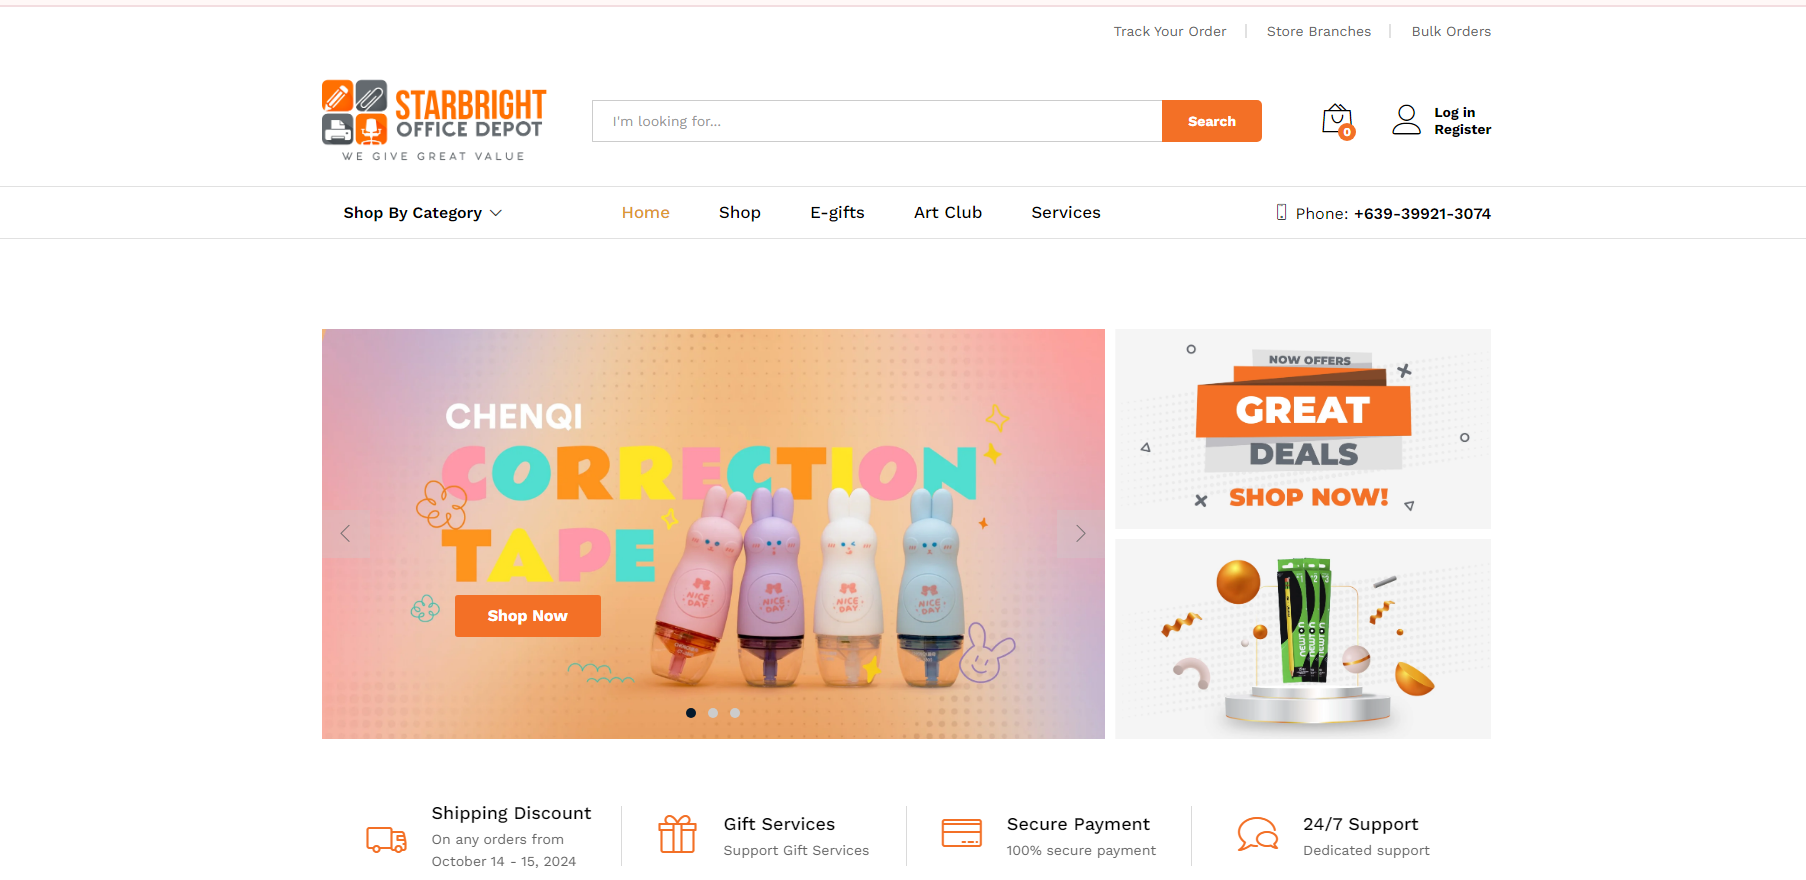 Track Your Order
Store Branches
Bulk Orders
STARBRIGHT
OFFICE DEPOT
WE GIVE GREAT VALUE
I'm looking for...
Search
0
Log in
Register
Shop By Category
Home
Shop
E-gifts
Art Club
Services
Phone: +639-39921-3074
CHENQI
CORRECTION
TAPE
NICE
DAY
NICE
DAY
NICE
DAY
NICE
DAY
Shop Now
NOW OFFERS
GREAT
DEALS
SHOP NOW!
Shipping Discount
On any orders from
October 14 - 15, 2024
Gift Services
Support Gift Services
Secure Payment
100% secure payment
24/7 Support
Dedicated support